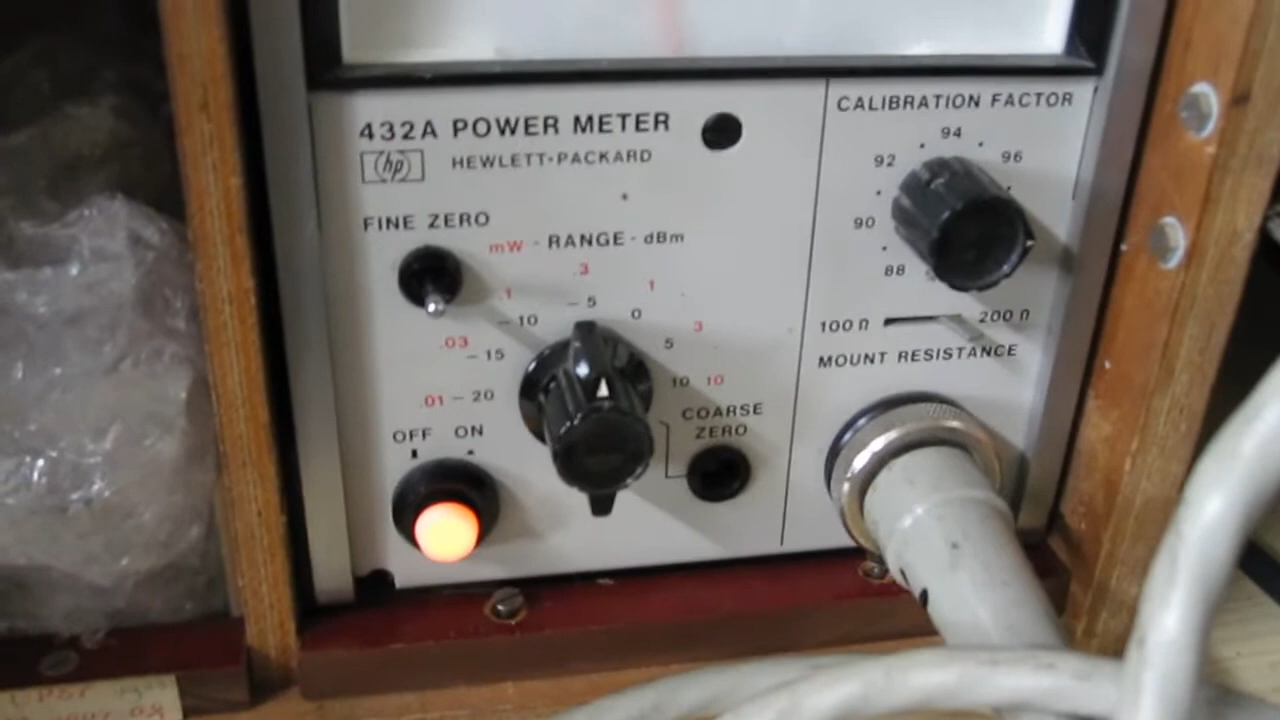 CALIBRATION FACTOR
432A POWER METER
hp HEWLETT-PACKARD
94
92 96
90
88
FINE ZERO
mW - RANGE - dBm
.3
.1 1
-5
-10 0
3
.03 5
-15
10 10
.01 -20
100 Ω 200 Ω
MOUNT RESISTANCE
COARSE
ZERO
OFF ON